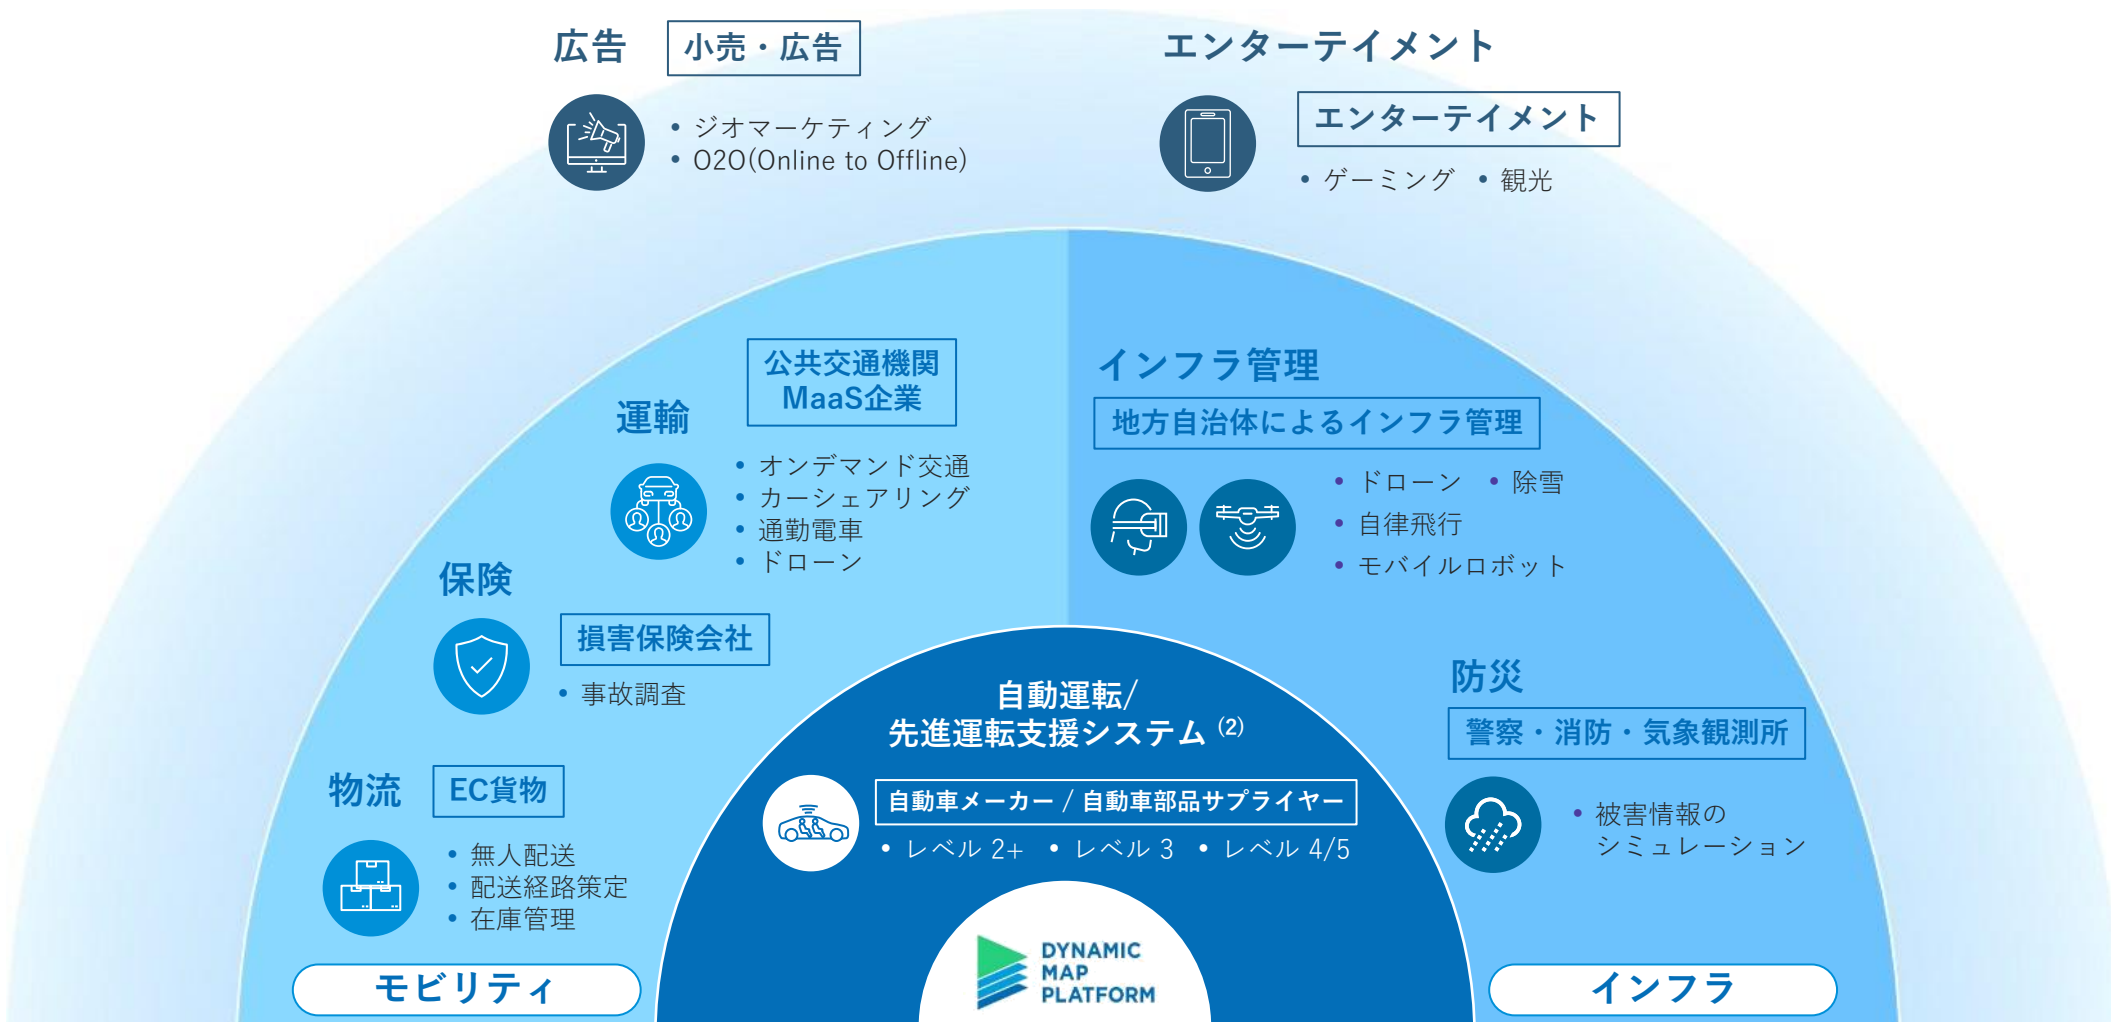 広告
小売・広告
• ジオマーケティング
• O2O(Online to Offline)
エンターテイメント
エンターテイメント
• ゲーミング • 観光
運輸
公共交通機関
MaaS企業
• オンデマンド交通
• カーシェアリング
• 通勤電車
• ドローン
保険
損害保険会社
• 事故調査
物流
EC貨物
• 無人配送
• 配送経路策定
• 在庫管理
モビリティ
インフラ管理
地方自治体によるインフラ管理
• ドローン • 除雪
• 自律飛行
• モバイルロボット
防災
警察・消防・気象観測所
• 被害情報の
シミュレーション
インフラ
自動運転/
先進運転支援システム (2)
自動車メーカー / 自動車部品サプライヤー
• レベル 2+ • レベル 3 • レベル 4/5
DYNAMIC
MAP
PLATFORM